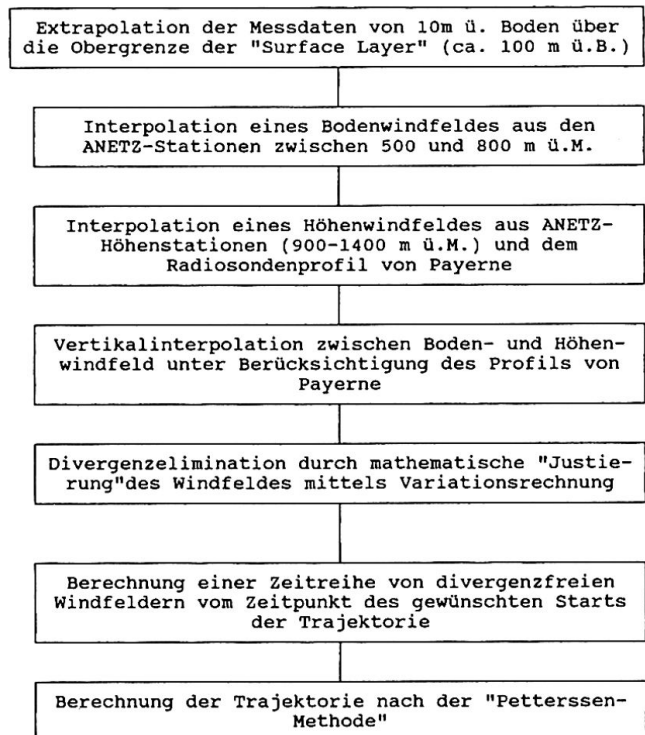 Extrapolation der Messdaten von 10m ü. Boden über
die Obergrenze der "Surface Layer" (ca. 100 m ü.B.)
Interpolation eines Bodenwindfeldes aus den
ANETZ-Stationen zwischen 500 und 800 m ü.M.
Interpolation eines Höhenwindfeldes aus ANETZ-
Höhenstationen (900-1400 m ü.M.) und dem
Radiosondenprofil von Payerne
Vertikalinterpolation zwischen Boden- und Höhen-
windfeld unter Berücksichtigung des Profils von
Payerne
Divergenzelimination durch mathematische "Justie-
rung"des Windfeldes mittels Variationsrechnung
Berechnung einer Zeitreihe von divergenzfreien
Windfeldern vom Zeitpunkt des gewünschten Starts
der Trajektorie
Berechnung der Trajektorie nach der "Petterssen-
Methode"